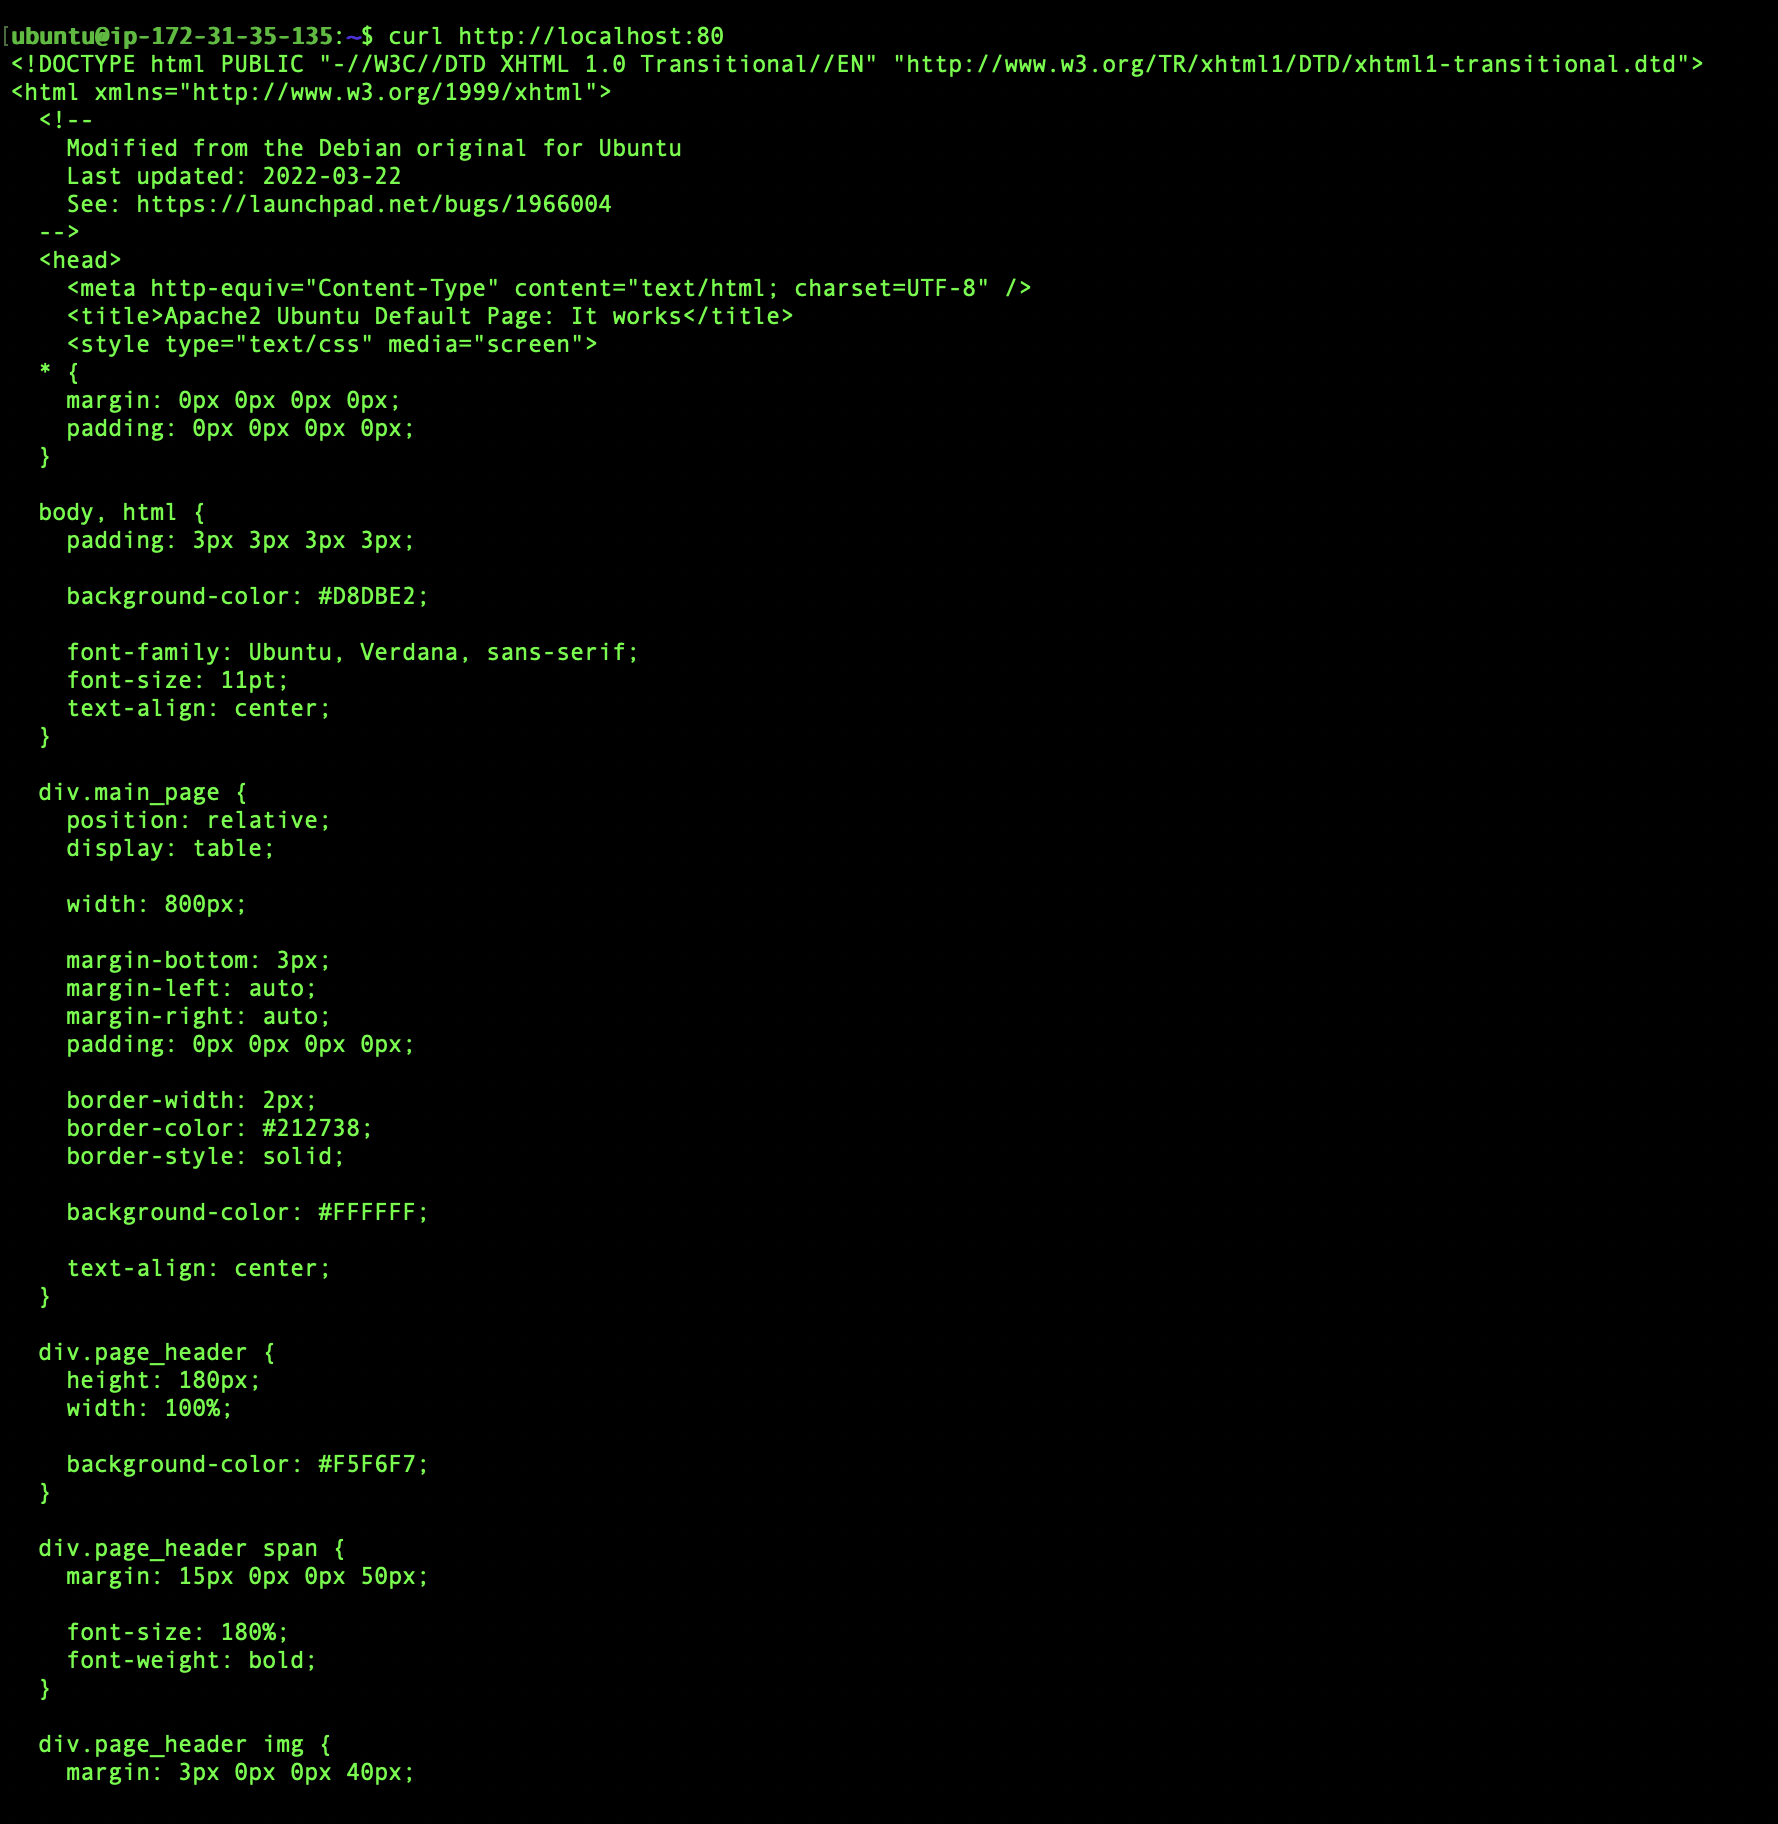 [ubuntu@ip-172-31-35-135:~$ curl http://localhost:80
<!DOCTYPE html PUBLIC "-//W3C//DTD XHTML 1.0 Transitional//EN" "http://www.w3.org/TR/xhtml1/DTD/xhtml1-transitional.dtd">
<html xmlns="http://www.w3.org/1999/xhtml">
  <!--
    Modified from the Debian original for Ubuntu
    Last updated: 2022-03-22
    See: https://launchpad.net/bugs/1966004
  -->
  <head>
    <meta http-equiv="Content-Type" content="text/html; charset=UTF-8" />
    <title>Apache2 Ubuntu Default Page: It works</title>
    <style type="text/css" media="screen">
  * {
    margin: 0px 0px 0px 0px;
    padding: 0px 0px 0px 0px;
  }

  body, html {
    padding: 3px 3px 3px 3px;

    background-color: #D8DBE2;

    font-family: Ubuntu, Verdana, sans-serif;
    font-size: 11pt;
    text-align: center;
  }

  div.main_page {
    position: relative;
    display: table;

    width: 800px;

    margin-bottom: 3px;
    margin-left: auto;
    margin-right: auto;
    padding: 0px 0px 0px 0px;

    border-width: 2px;
    border-color: #212738;
    border-style: solid;

    background-color: #FFFFFF;

    text-align: center;
  }

  div.page_header {
    height: 180px;
    width: 100%;

    background-color: #F5F6F7;
  }

  div.page_header span {
    margin: 15px 0px 0px 50px;

    font-size: 180%;
    font-weight: bold;
  }

  div.page_header img {
    margin: 3px 0px 0px 40px;